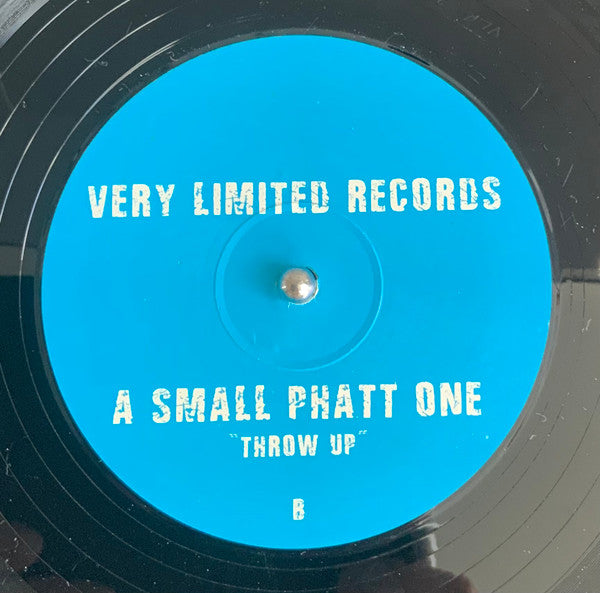 VERY LIMITED RECORDS
A SMALL PHATT ONE
"THROW UP"
B